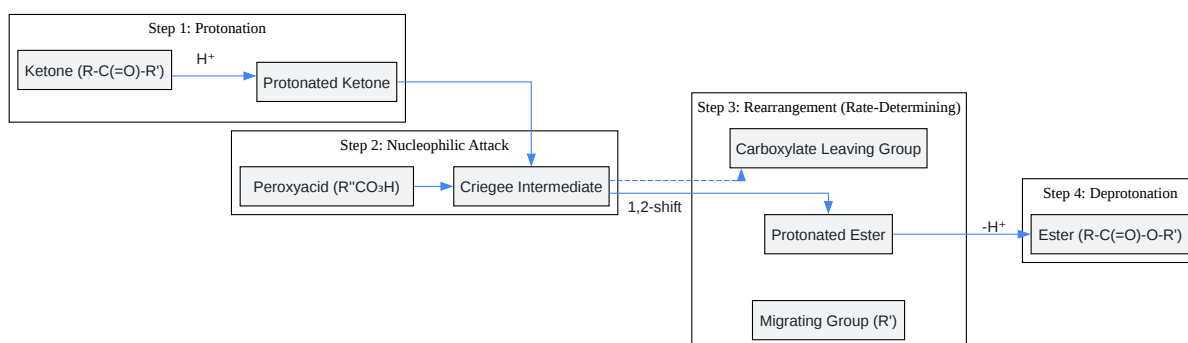 Step 1: Protonation
Ketone (R-C(=O)-R')
H⁺
Protonated Ketone
Step 2: Nucleophilic Attack
Peroxyacid (R''CO₃H)
Criegee Intermediate
1,2-shift
Step 3: Rearrangement (Rate-Determining)
Carboxylate Leaving Group
Protonated Ester
Migrating Group (R')
-H⁺
Step 4: Deprotonation
Ester (R-C(=O)-O-R')